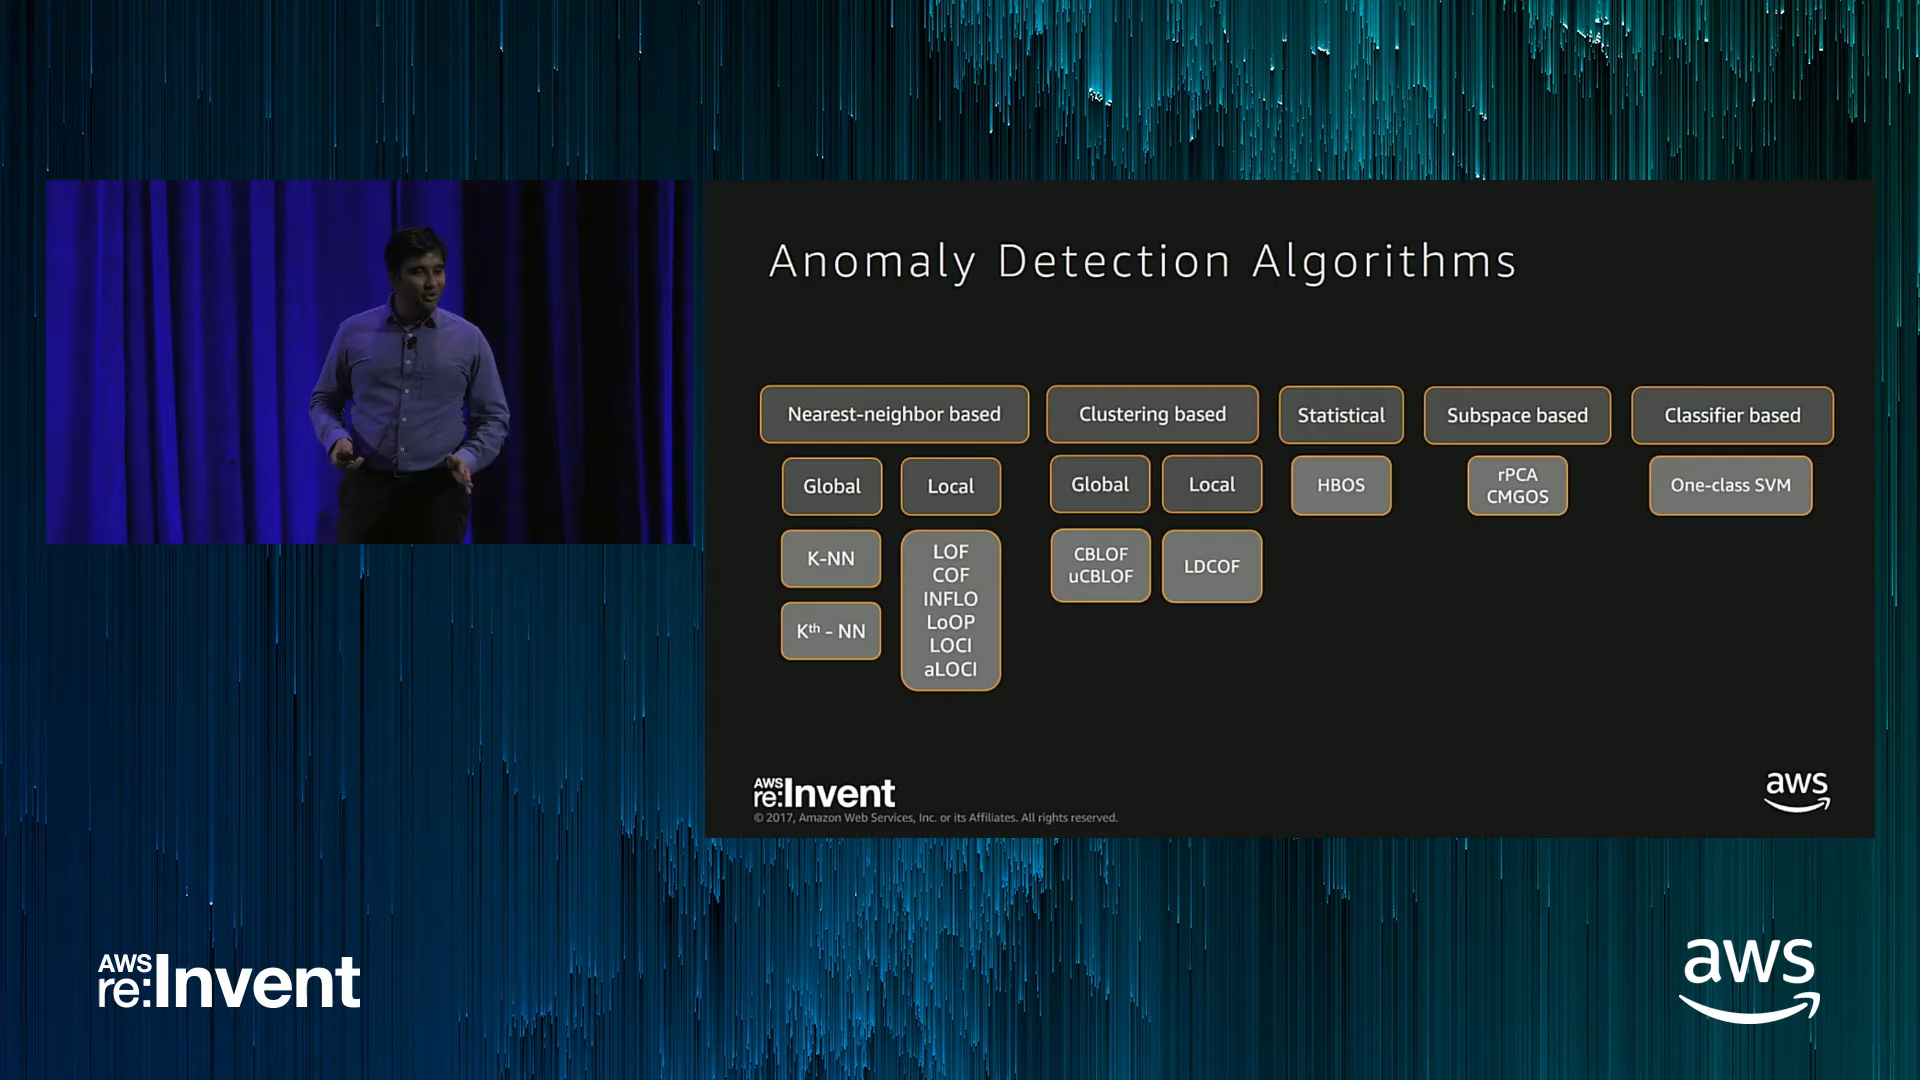 Anomaly Detection Algorithms
Nearest-neighbor based
Clustering based
Statistical
Subspace based
Classifier based
Global
Local
Global
Local
HBOS
rPCA
CMGOS
One-class SVM
K-NN
Kth - NN
LOF
COF
INFLO
LoOP
LOCI
aLOCI
CBLOF
uCBLOF
LDCOF
AWS
re:Invent
© 2017, Amazon Web Services, Inc. or its Affiliates. All rights reserved.
aws
AWS
re:Invent
aws